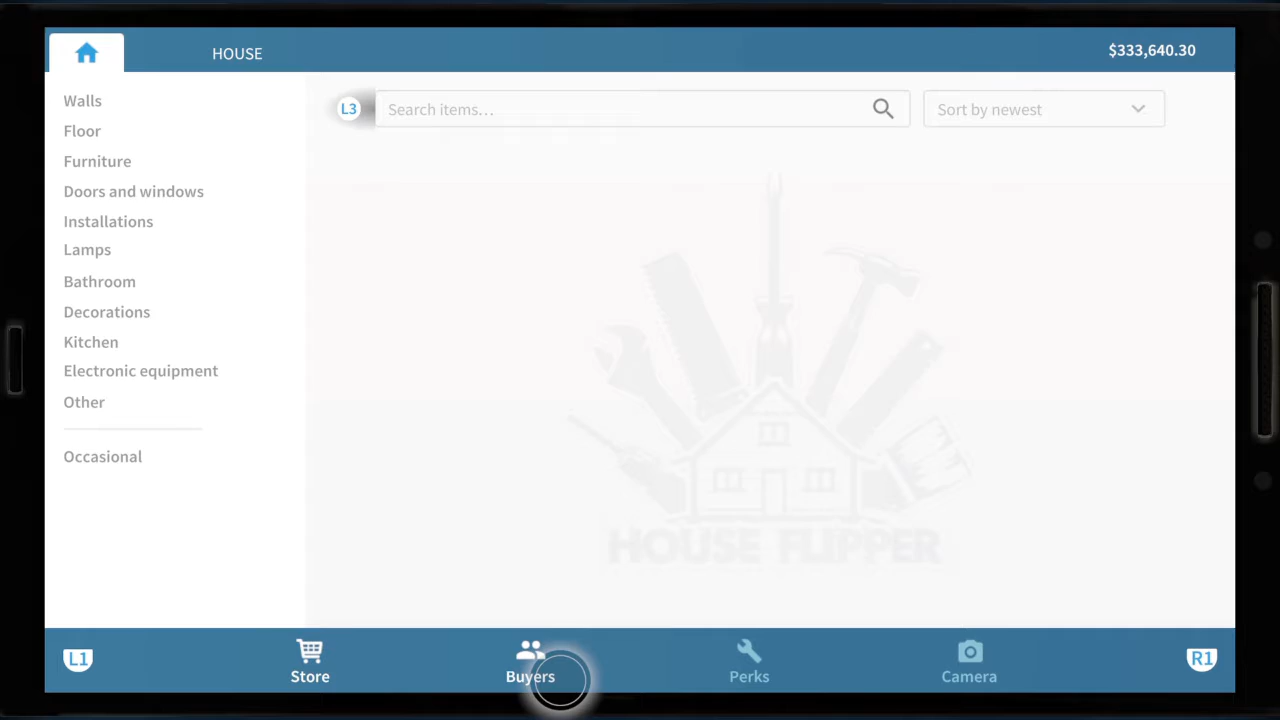 HOUSE
$333,640.30
Walls
Floor
Furniture
Doors and windows
Installations
Lamps
Bathroom
Decorations
Kitchen
Electronic equipment
Other
Occasional
L3
Search items...
Sort by newest
HOUSE FLIPPER
L1
Store
Buyers
Perks
Camera
R1